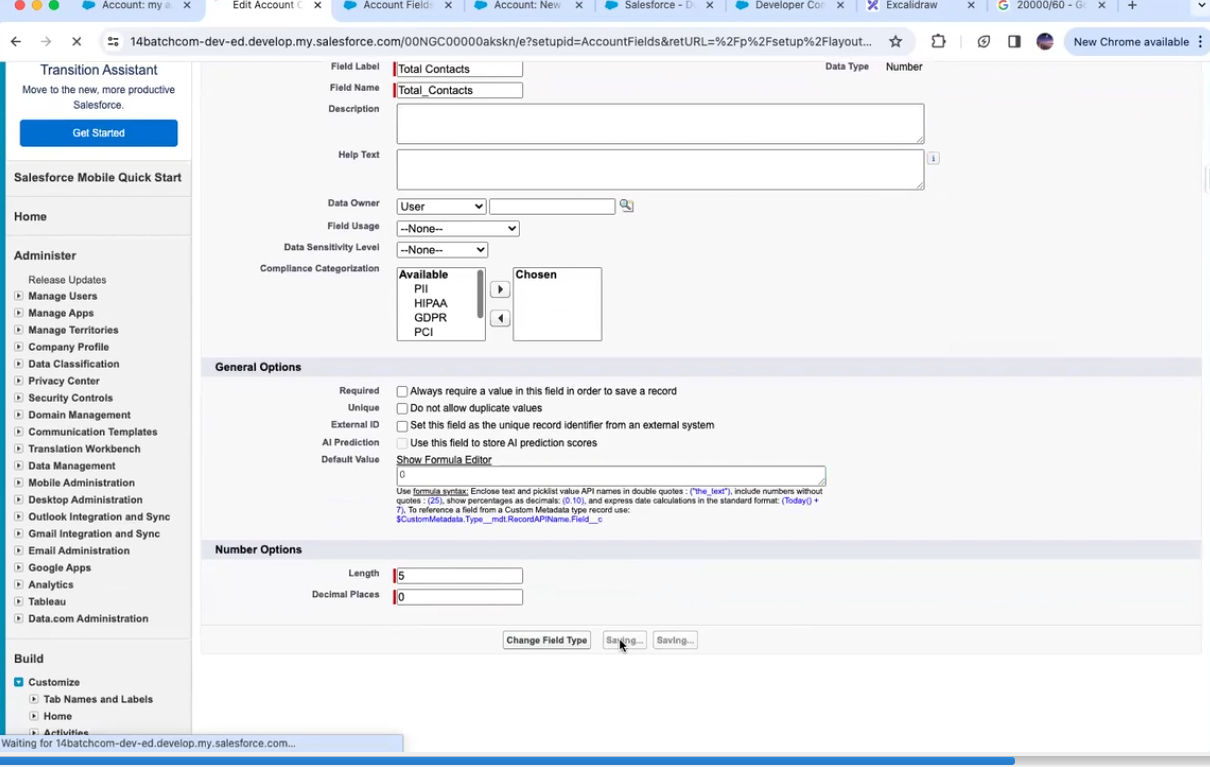 Account: my a
Edit Account C
Account Fields
Account: New
Salesforce - D
Developer Co
Excalidraw
20000/60 - Go
14batchcom-dev-ed.develop.my.salesforce.com/00NGC00000akskn/e?setupid=AccountFields&retURL=%2Fp%2Fsetup%2Flayout...
New Chrome available
Transition Assistant
Move to the new, more productive
Salesforce.
Get Started
Salesforce Mobile Quick Start
Home
Administer
Release Updates
Manage Users
Manage Apps
Manage Territories
Company Profile
Data Classification
Privacy Center
Security Controls
Domain Management
Communication Templates
Translation Workbench
Data Management
Mobile Administration
Desktop Administration
Outlook Integration and Sync
Gmail Integration and Sync
Email Administration
Google Apps
Analytics
Tableau
Data.com Administration
Build
Customize
Tab Names and Labels
Home
Activities
Field Label Total Contacts Data Type Number
Field Name Total_Contacts
Description
Help Text
Data Owner User
Field Usage --None--
Data Sensitivity Level --None--
Compliance Categorization
Available
PII
HIPAA
GDPR
PCI
Chosen
General Options
Required Always require a value in this field in order to save a record
Unique Do not allow duplicate values
External ID Set this field as the unique record identifier from an external system
AI Prediction Use this field to store AI prediction scores
Default Value Show Formula Editor
0
Use formula syntax: Enclose text and picklist value API names in double quotes : ("the_text"), include numbers without
quotes : (25), show percentages as decimals: (0.10), and express date calculations in the standard format: (Today() +
7), To reference a field from a Custom Metadata type record use:
$CustomMetadata.Type__mdt.RecordAPIName.Field__c
Number Options
Length 5
Decimal Places 0
Change Field Type Saving... Saving...
Waiting for 14batchcom-dev-ed.develop.my.salesforce.com...